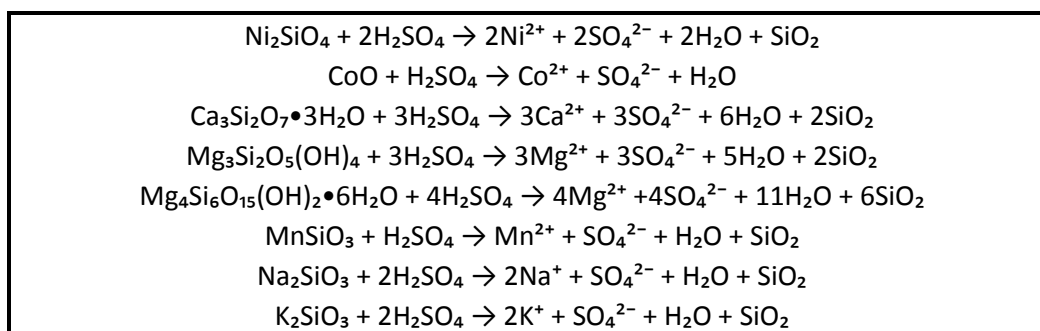 Ni₂SiO₄ + 2H₂SO₄ → 2Ni²⁺ + 2SO₄²⁻ + 2H₂O + SiO₂
CoO + H₂SO₄ → Co²⁺ + SO₄²⁻ + H₂O
Ca₃Si₂O₇•3H₂O + 3H₂SO₄ → 3Ca²⁺ + 3SO₄²⁻ + 6H₂O + 2SiO₂
Mg₃Si₂O₅(OH)₄ + 3H₂SO₄ → 3Mg²⁺ + 3SO₄²⁻ + 5H₂O + 2SiO₂
Mg₄Si₆O₁₅(OH)₂•6H₂O + 4H₂SO₄ → 4Mg²⁺ +4SO₄²⁻ + 11H₂O + 6SiO₂
MnSiO₃ + H₂SO₄ → Mn²⁺ + SO₄²⁻ + H₂O + SiO₂
Na₂SiO₃ + 2H₂SO₄ → 2Na⁺ + SO₄²⁻ + H₂O + SiO₂
K₂SiO₃ + 2H₂SO₄ → 2K⁺ + SO₄²⁻ + H₂O + SiO₂